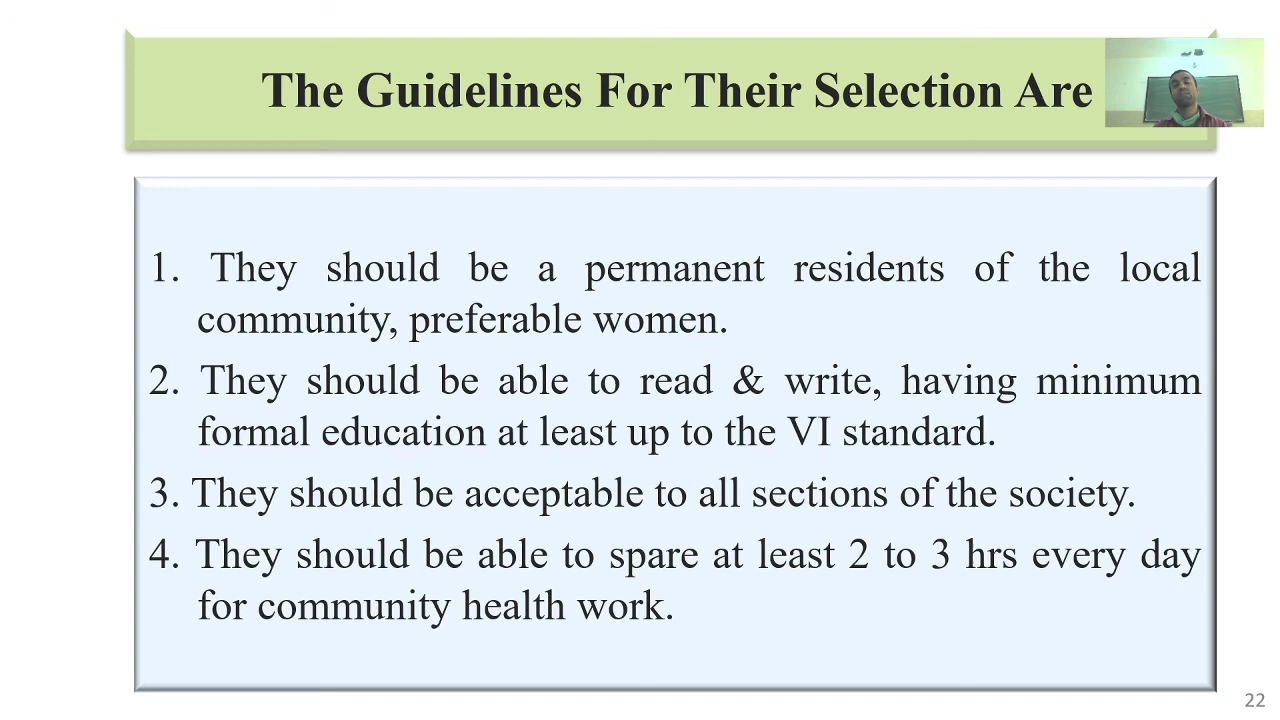 The Guidelines For Their Selection Are
1. They should be a permanent residents of the local
community, preferable women.
2. They should be able to read & write, having minimum
formal education at least up to the VI standard.
3. They should be acceptable to all sections of the society.
4. They should be able to spare at least 2 to 3 hrs every day
for community health work.
22